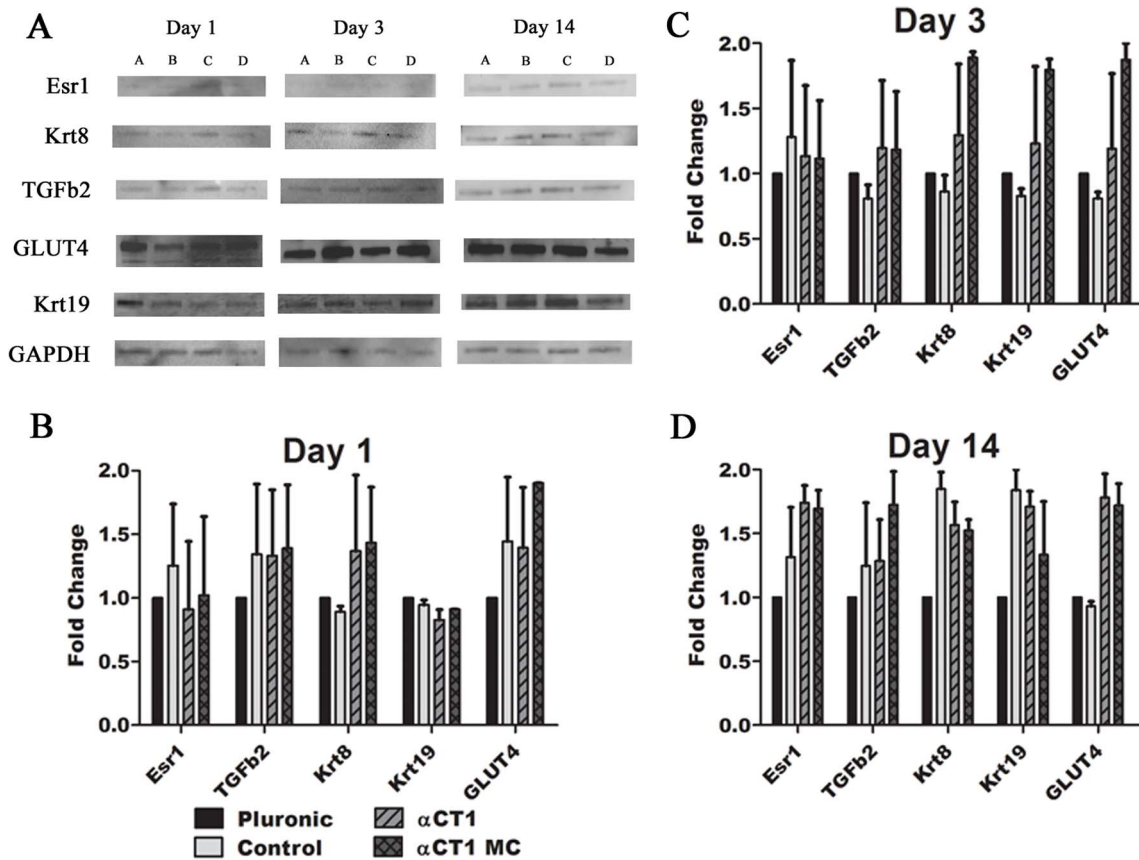 A
Day 1 Day 3 Day 14
A B C D A B C D A B C D
Esr1
Krt8
TGFb2
GLUT4
Krt19
GAPDH
B
Day 1
Fold Change
2.0
1.5
1.0
0.5
0.0
Esr1 TGFb2 Krt8 Krt19 GLUT4
Pluronic αCT1
Control αCT1 MC
C
Day 3
Fold Change
2.0
1.5
1.0
0.5
0.0
Esr1 TGFb2 Krt8 Krt19 GLUT4
D
Day 14
Fold Change
2.0
1.5
1.0
0.5
0.0
Esr1 TGFb2 Krt8 Krt19 GLUT4